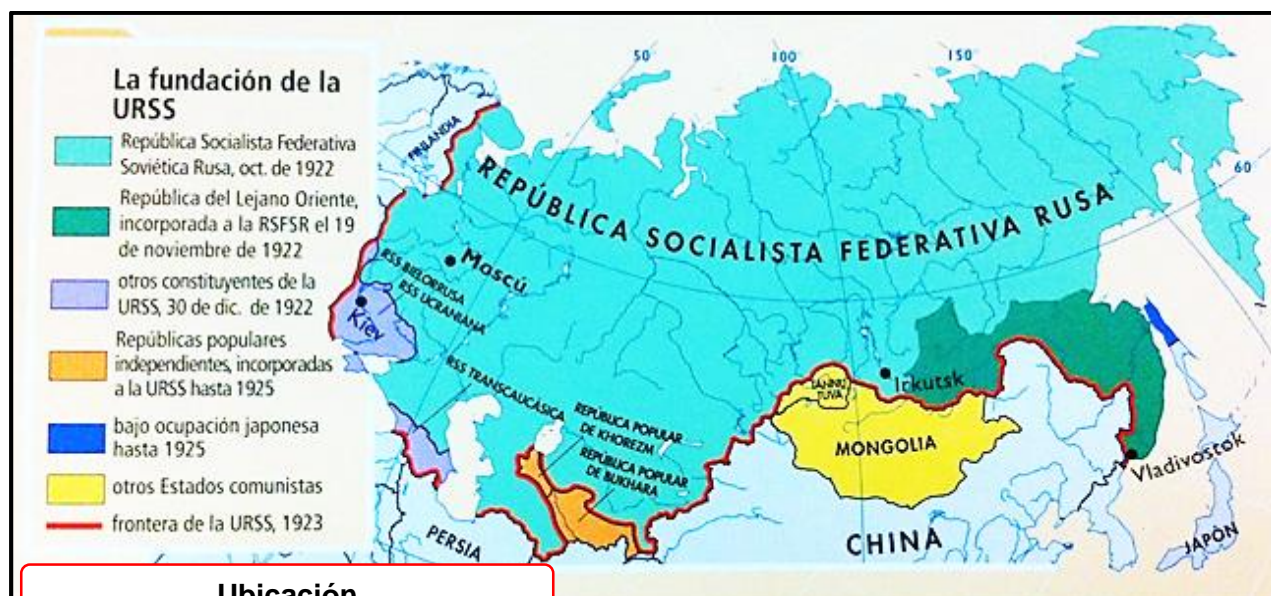 La fundación de la
URSS
República Socialista Federativa
Soviética Rusa, oct. de 1922
República del Lejano Oriente,
incorporada a la RSFSR el 19
de noviembre de 1922
otros constituyentes de la
URSS, 30 de dic. de 1922
Repúblicas populares
independientes, incorporadas
a la URSS hasta 1925
bajo ocupación japonesa
hasta 1925
otros Estados comunistas
frontera de la URSS, 1923
50
100
150
60
FINLANDIA
REPÚBLICA SOCIALISTA FEDERATIVA RUSA
Moscú
RSS BIELORRUSA
RSS UCRANIANA
Kiev
RSS TRANSCAUCÁSICA
REPÚBLICA POPULAR
DE KHOREZM
REPÚBLICA POPULAR
DE BUKHARA
TANNU
TUVA
Irkutsk
MONGOLIA
Vladivostok
PERSIA
CHINA
JAPÓN
Ubicación